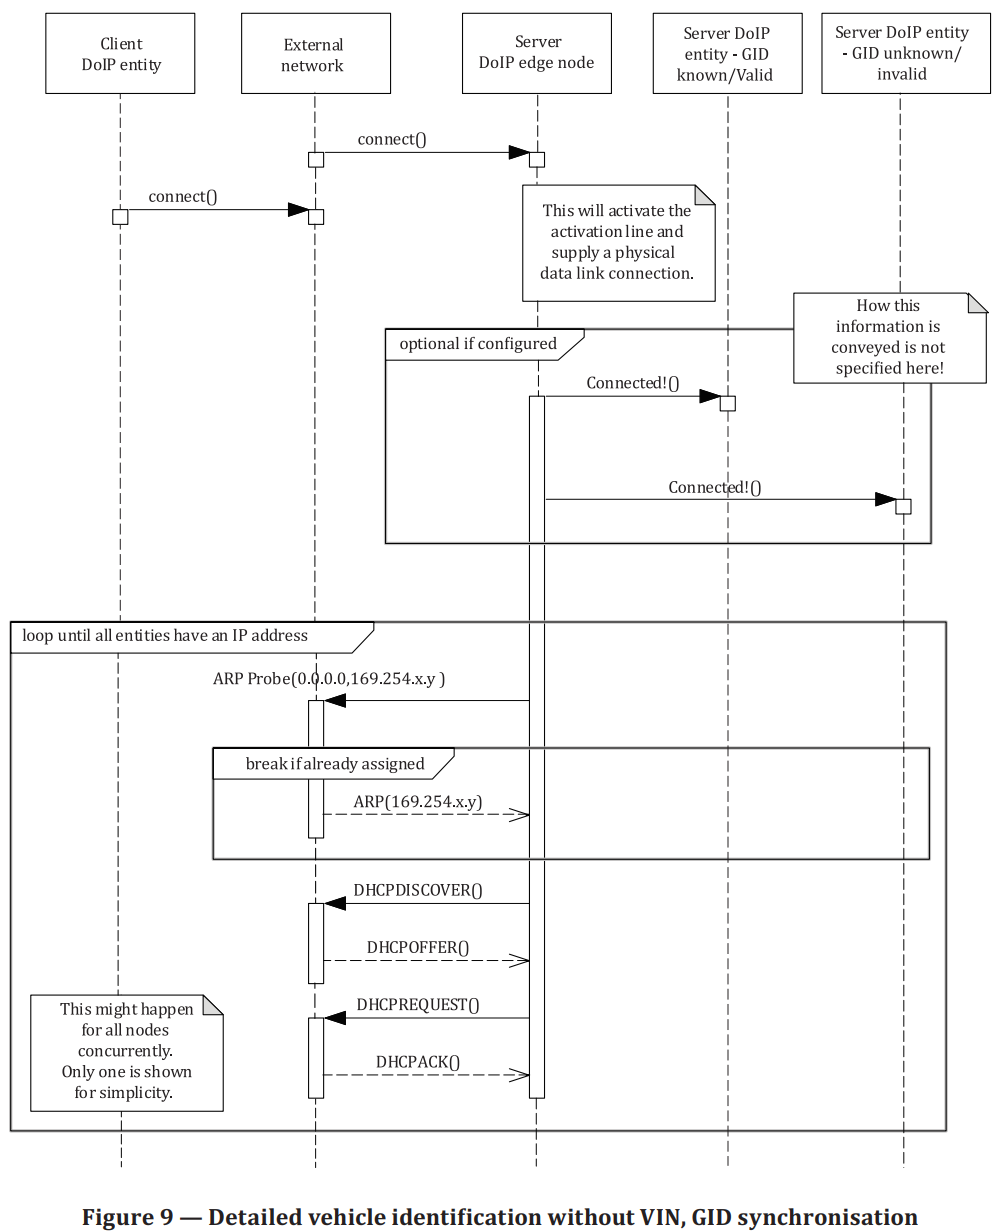 Client
DoIP entity
External
network
Server
DoIP edge node
Server DoIP
entity - GID
known/Valid
Server DoIP entity
- GID unknown/
invalid
connect()
connect()
This will activate the
activation line and
supply a physical
data link connection.
How this
information is
conveyed is not
specified here!
optional if configured
Connected!()
Connected!()
loop until all entities have an IP address
ARP Probe(0.0.0.0,169.254.x.y )
break if already assigned
ARP(169.254.x.y)
DHCPDISCOVER()
DHCPOFFER()
DHCPREQUEST()
DHCPACK()
This might happen
for all nodes
concurrently.
Only one is shown
for simplicity.
Figure 9 — Detailed vehicle identification without VIN, GID synchronisation